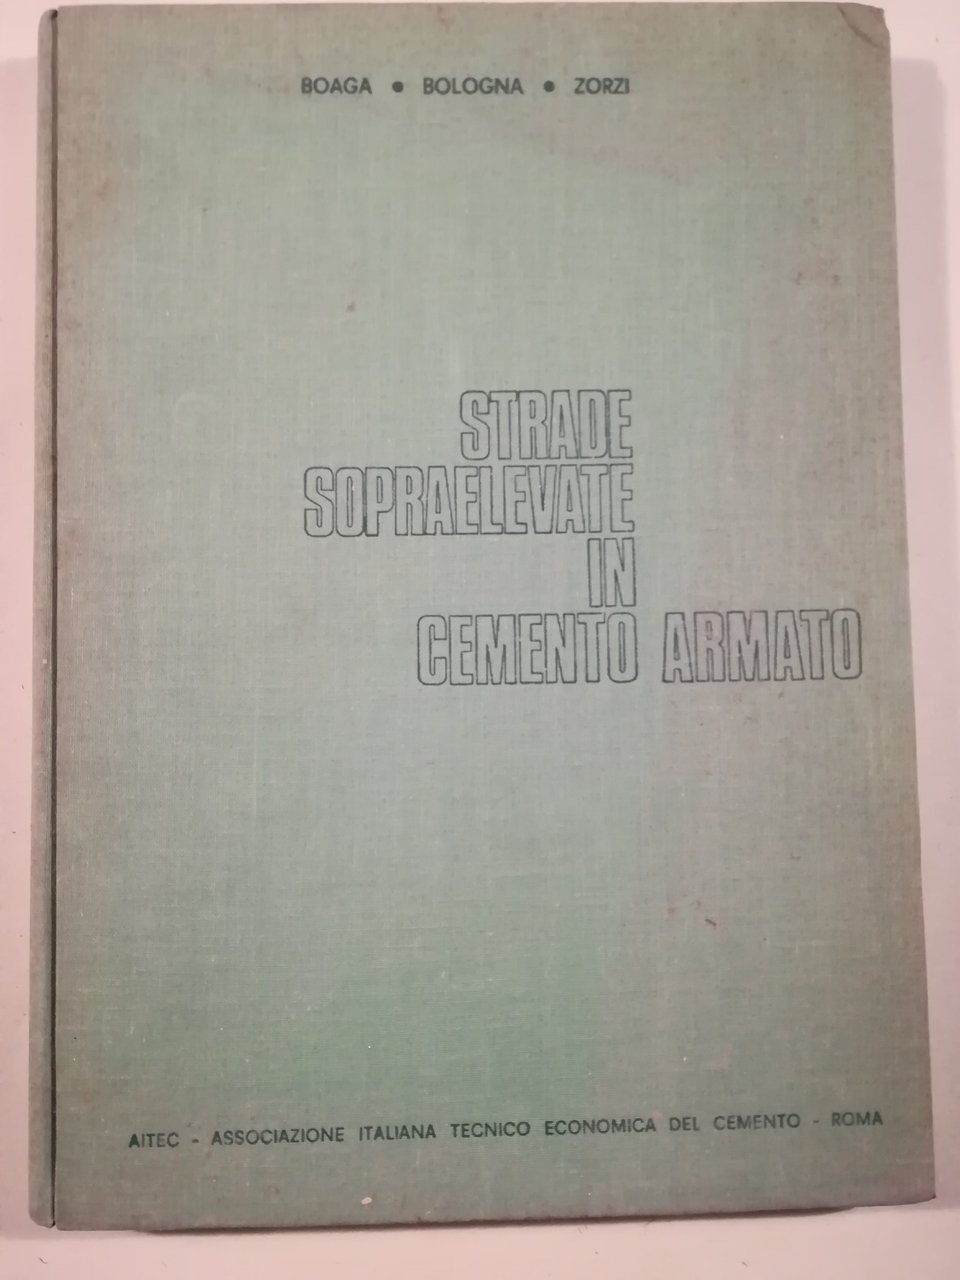 BOAGA • BOLOGNA • ZORZI
STRADE
SOPRAELEVATE
IN
CEMENTO ARMATO
AITEC - ASSOCIAZIONE ITALIANA TECNICO ECONOMICA DEL CEMENTO - ROMA